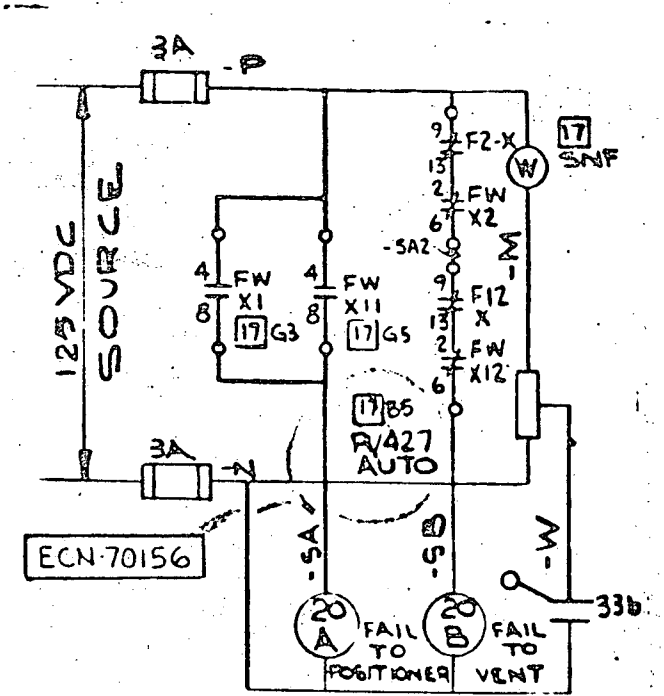 3A
-P
17
SNF
W
9
F2-X
13
2
FW
X2
6
-SA2
-M
125 VDC
SOURCE
4
FW
X1
8
17 G3
4
FW
X11
8
17 G5
9
F12
X
13
2
FW
X12
6
17 B5
AUTO
3A
-N
ECN-70156
-SA
-SB
-W
20
A
FAIL
TO
POSITIONER
20
B
FAIL
TO
VENT
33b